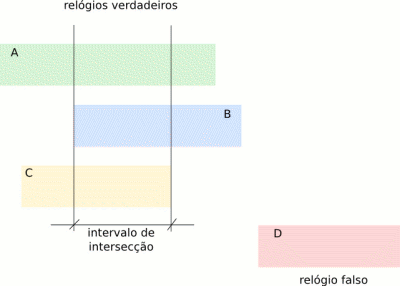 relógios verdadeiros
A
B
C
intervalo de
intersecção
D
relógio falso